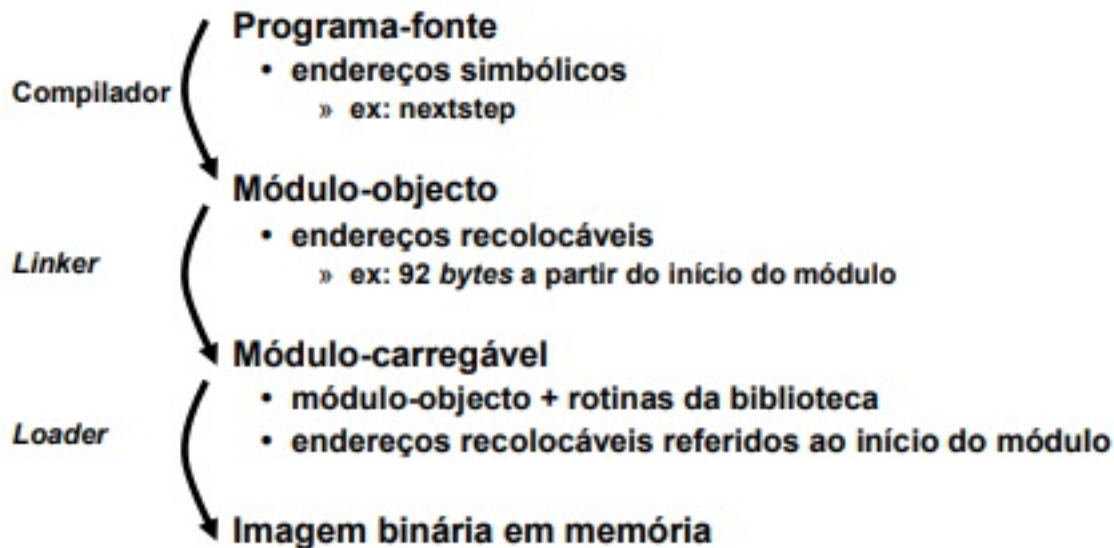 Programa-fonte
• endereços simbólicos
Compilador
» ex: nextstep
Módulo-objecto
• endereços recolocáveis
Linker
» ex: 92 bytes a partir do início do módulo
Módulo-carregável
• módulo-objecto + rotinas da biblioteca
Loader
• endereços recolocáveis referidos ao início do módulo
Imagem binária em memória